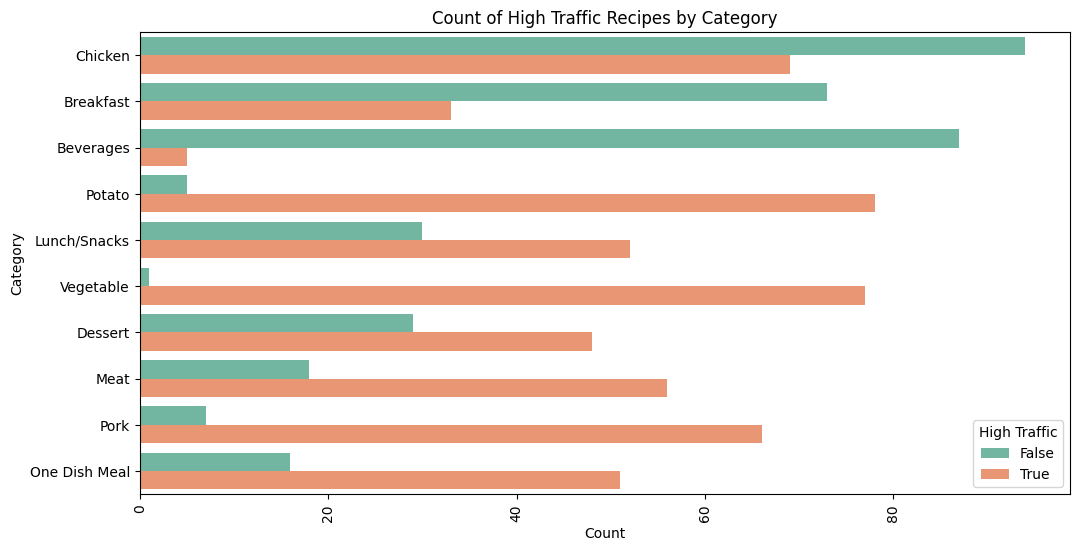 Count of High Traffic Recipes by Category
Category
Chicken
Breakfast
Beverages
Potato
Lunch/Snacks
Vegetable
Dessert
Meat
Pork
One Dish Meal
High Traffic
False
True
0
20
40
60
80
Count